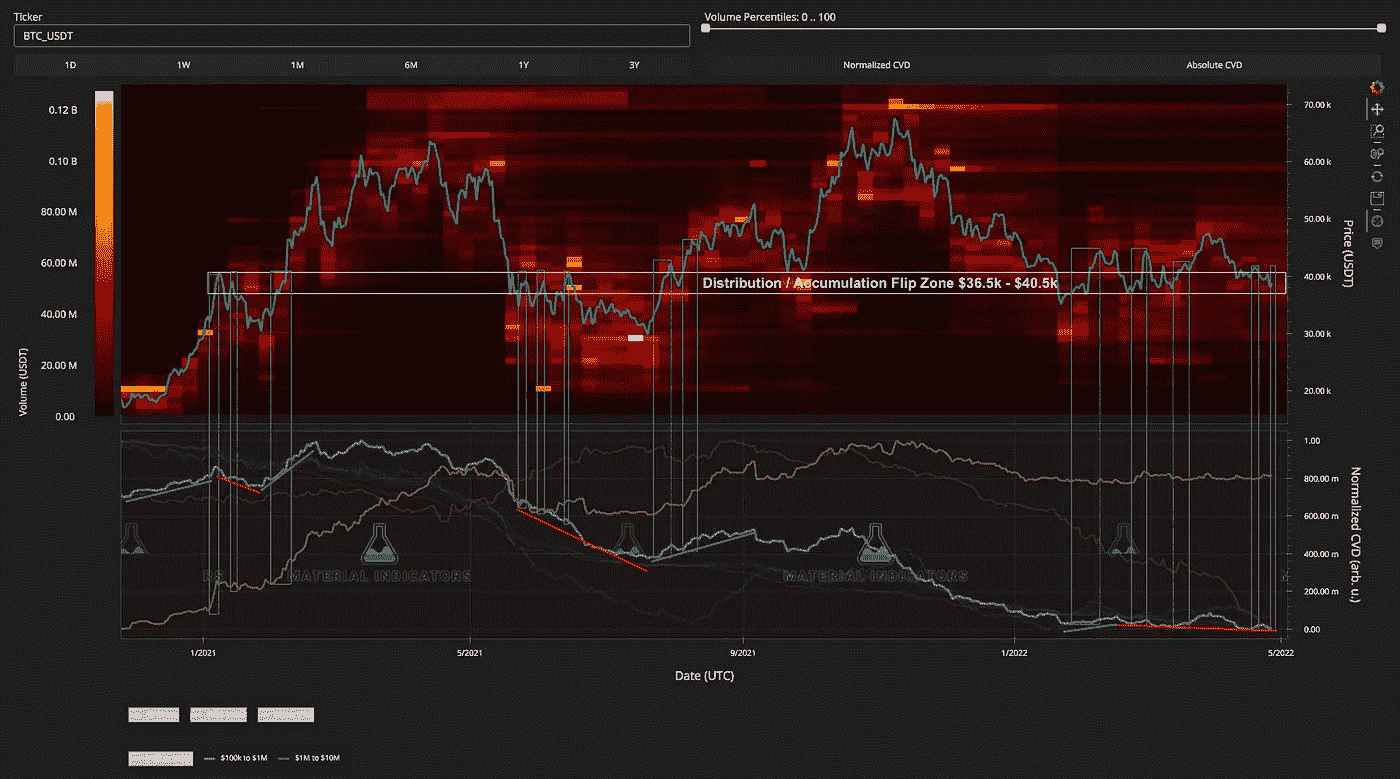 Ticker
Volume Percentiles: 0 .. 100
BTC_USDT
1D 1W 1M 6M 1Y 3Y Normalized CVD Absolute CVD
0.12 B
0.10 B
80.00 M
60.00 M
40.00 M
20.00 M
0.00
Volume (USDT)
Distribution / Accumulation Flip Zone $36.5k - $40.5k
70.00 k
60.00 k
50.00 k
40.00 k
30.00 k
20.00 k
Price (USDT)
1.00
800.00 m
600.00 m
400.00 m
200.00 m
0.00
Normalized CVD (arb. u.)
RS MATERIAL INDICATORS MATERIAL INDICATORS
1/2021 5/2021 9/2021 1/2022 5/2022
Date (UTC)
$100k to $1M $1M to $10M